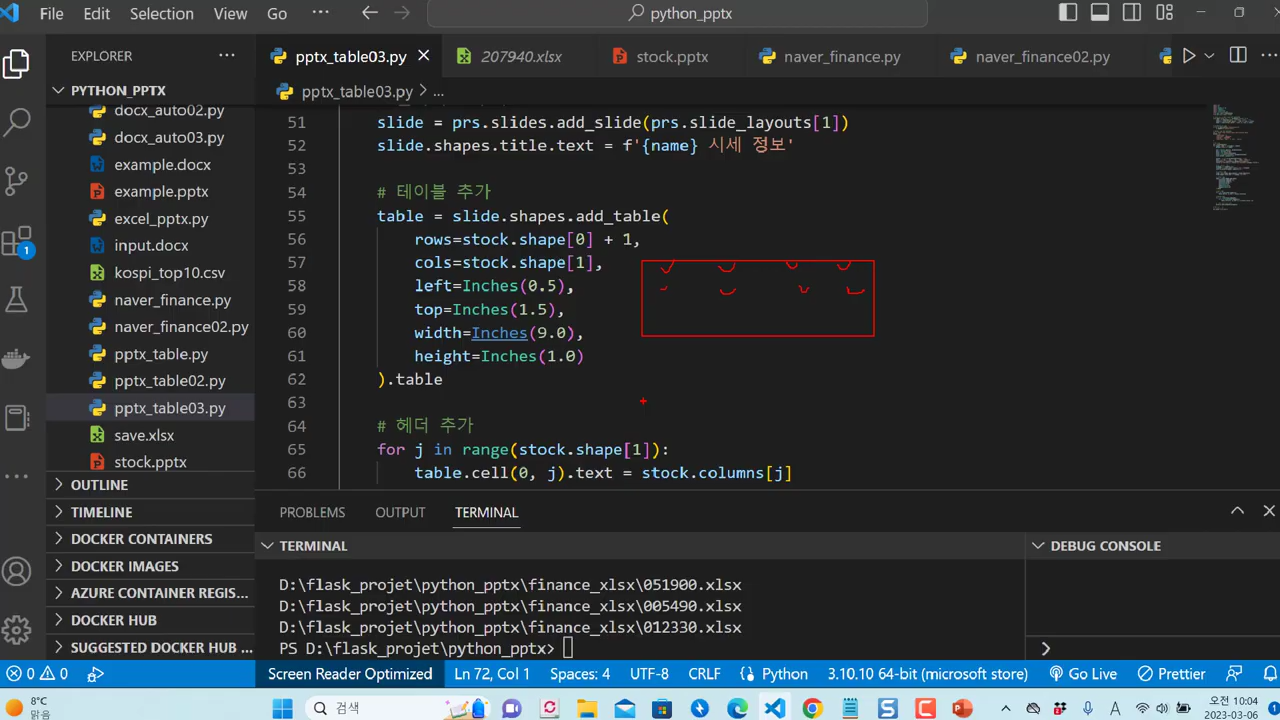 File Edit Selection View Go ··· python_pptx
EXPLORER ···
PYTHON_PPTX
docx_auto02.py
docx_auto03.py
example.docx
example.pptx
excel_pptx.py
input.docx
kospi_top10.csv
naver_finance.py
naver_finance02.py
pptx_table.py
pptx_table02.py
pptx_table03.py
save.xlsx
stock.pptx
OUTLINE
TIMELINE
DOCKER CONTAINERS
DOCKER IMAGES
AZURE CONTAINER REGIS...
DOCKER HUB
SUGGESTED DOCKER HUB ...
1
pptx_table03.py 207940.xlsx stock.pptx naver_finance.py naver_finance02.py
pptx_table03.py > ...
51 slide = prs.slides.add_slide(prs.slide_layouts[1])
52 slide.shapes.title.text = f'{name} 시세 정보'
53
54 # 테이블 추가
55 table = slide.shapes.add_table(
56 rows=stock.shape[0] + 1,
57 cols=stock.shape[1],
58 left=Inches(0.5),
59 top=Inches(1.5),
60 width=Inches(9.0),
61 height=Inches(1.0)
62 ).table
63
64 # 헤더 추가
65 for j in range(stock.shape[1]):
66 table.cell(0, j).text = stock.columns[j]
PROBLEMS OUTPUT TERMINAL
TERMINAL
D:\flask_projet\python_pptx\finance_xlsx\051900.xlsx
D:\flask_projet\python_pptx\finance_xlsx\005490.xlsx
D:\flask_projet\python_pptx\finance_xlsx\012330.xlsx
PS D:\flask_projet\python_pptx>
DEBUG CONSOLE
0 0 Screen Reader Optimized Ln 72, Col 1 Spaces: 4 UTF-8 CRLF Python 3.10.10 64-bit (microsoft store) Go Live Prettier
8°C
맑음
검색
A
오전 10:04
2023-03-06